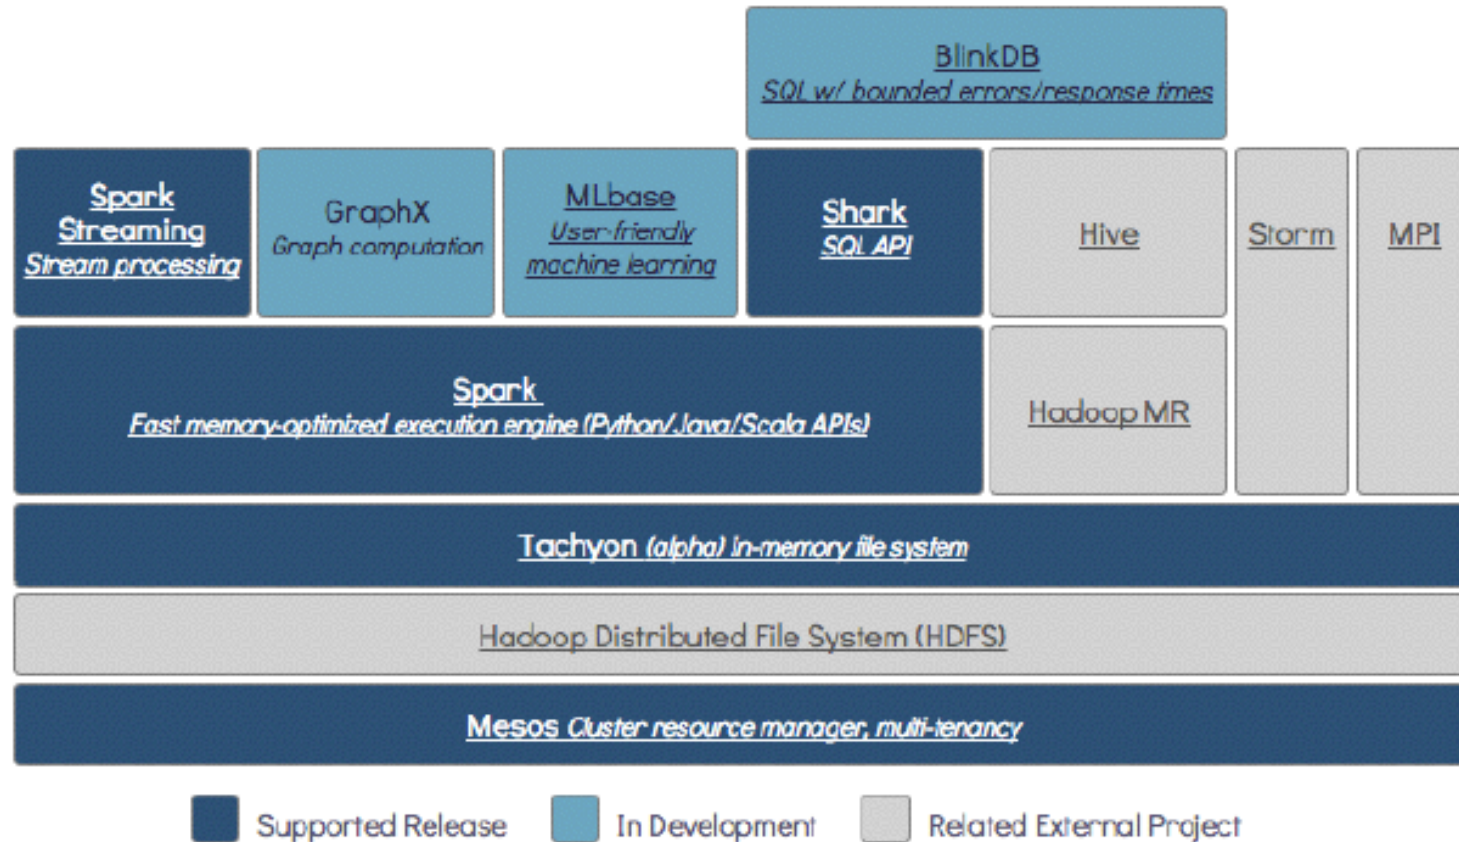 BlinkDB
SQL w/ bounded errors/response times
Spark
Streaming
Stream processing
GraphX
Graph computation
MLbase
User-friendly
machine learning
Shark
SQL API
Hive
Storm
MPI
Spark
Fast memory-optimized execution engine (Python/Java/Scala APIs)
Hadoop MR
Tachyon (alpha) in-memory file system
Hadoop Distributed File System (HDFS)
Mesos Cluster resource manager, multi-tenancy
Supported Release
In Development
Related External Project